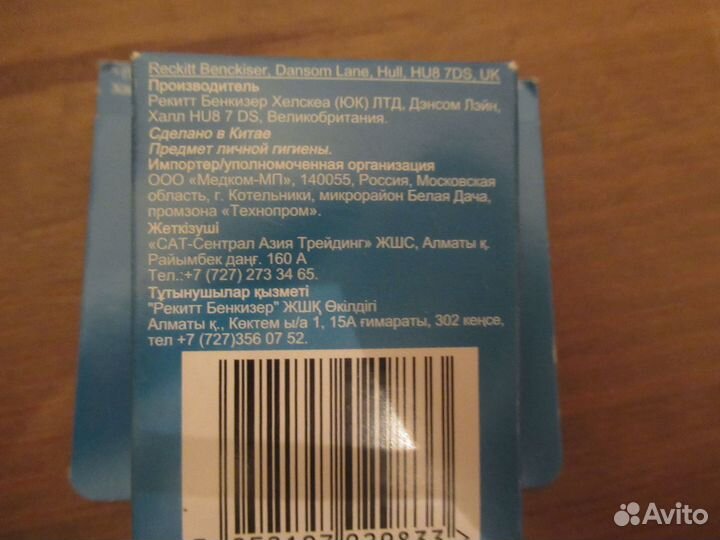 Reckitt Benckiser, Dansom Lane, Hull, HU8 7DS, UK
Производитель
Рекитт Бенкизер Хелскеа (ЮК) ЛТД, Дэнсом Лэйн,
Халл HU8 7 DS, Великобритания.
Сделано в Китае
Предмет личной гигиены.
Импортер/уполномоченная организация
ООО «Медком-МП», 140055, Россия, Московская
область, г. Котельники, микрорайон Белая Дача,
промзона «Технопром».
Жеткізуші
«САТ-Сентрал Азия Трейдинг» ЖШС, Алматы қ.
Райымбек даңғ. 160 А
Тел.:+7 (727) 273 34 65.
Тұтынушылар қызметі
"Рекитт Бенкизер" ЖШҚ Өкілдігі
Алматы қ., Көктем ы/а 1, 15А ғимараты, 302 кеңсе,
тел +7 (727)356 07 52.
Avito